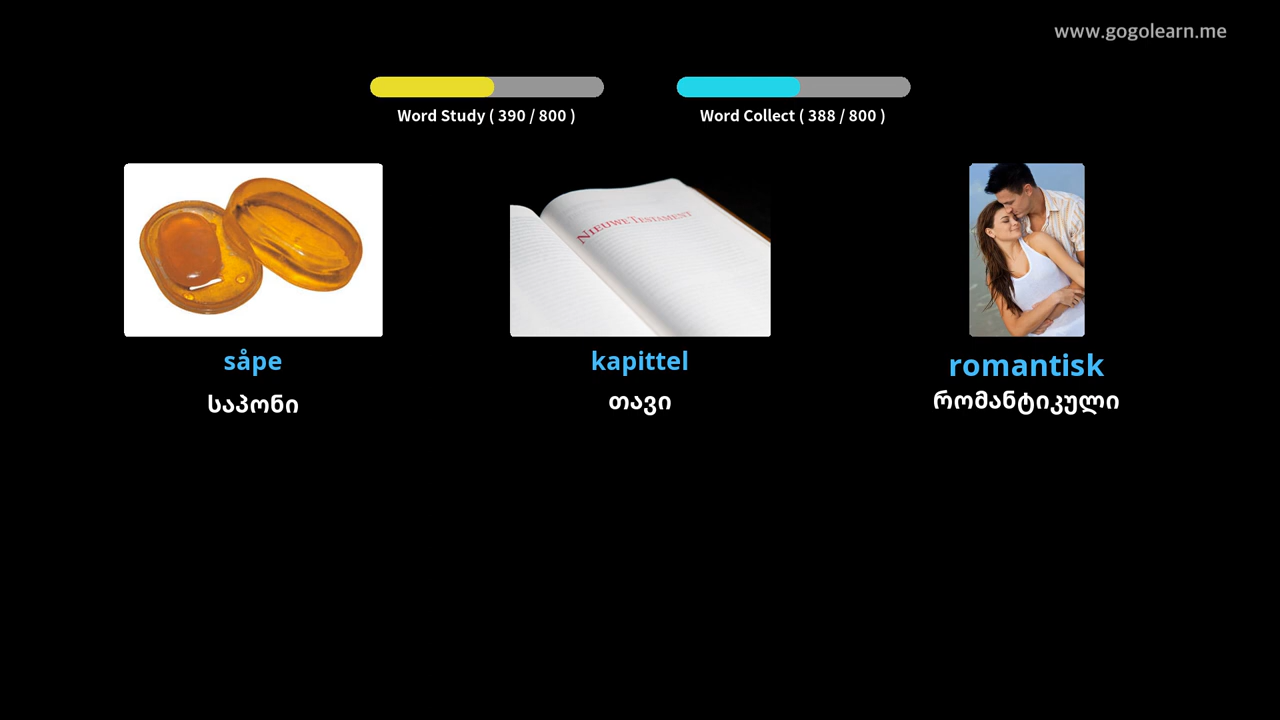 www.gogolearn.me
Word Study ( 390 / 800 )
Word Collect ( 388 / 800 )
NIEUWE TESTAMENT
såpe
kapittel
romantisk
საპონი
თავი
რომანტიკული